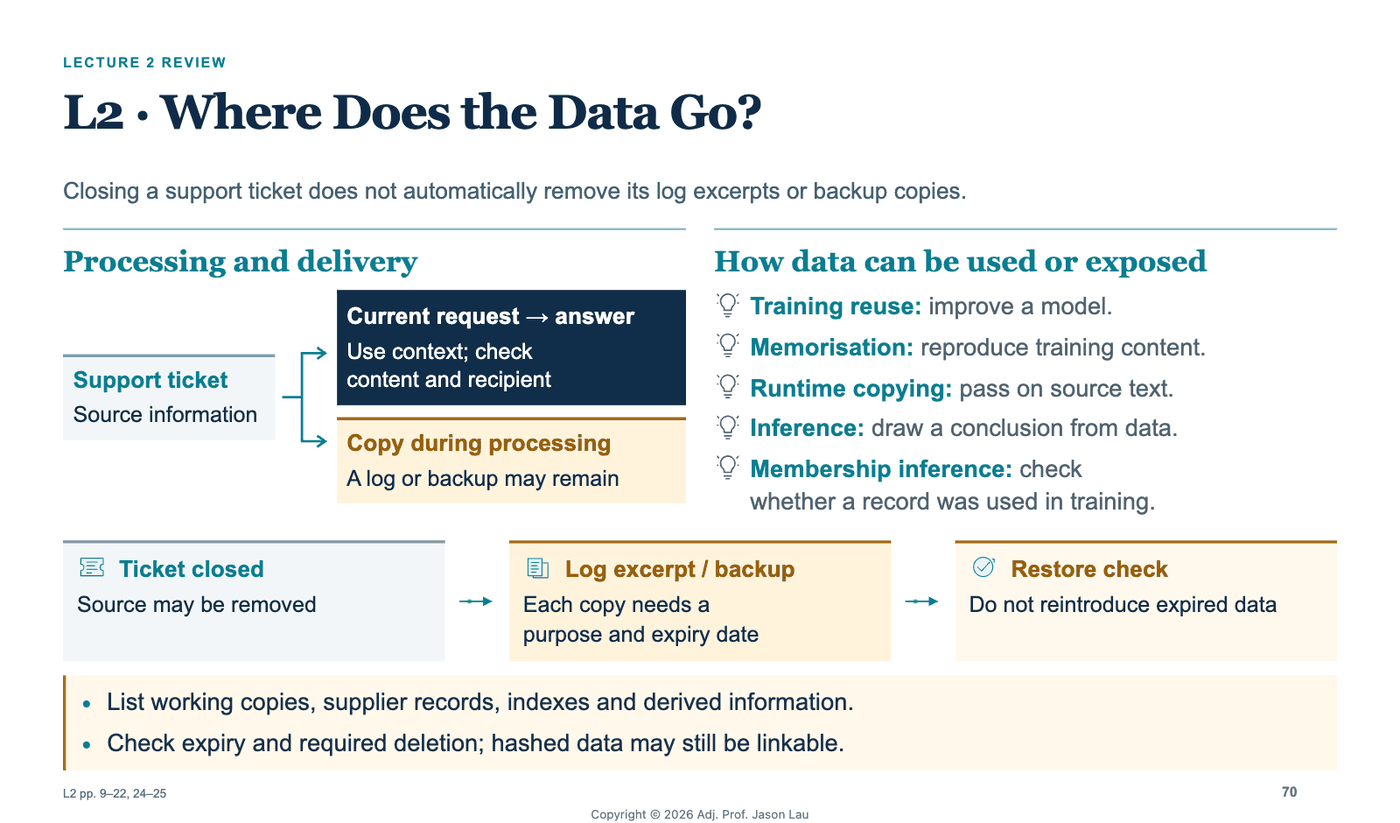 LECTURE 2 REVIEW
L2 · Where Does the Data Go?
Closing a support ticket does not automatically remove its log excerpts or backup copies.
Processing and delivery
Support ticket
Source information
Current request → answer
Use context; check
content and recipient
Copy during processing
A log or backup may remain
How data can be used or exposed
Training reuse: improve a model.
Memorisation: reproduce training content.
Runtime copying: pass on source text.
Inference: draw a conclusion from data.
Membership inference: check
whether a record was used in training.
Ticket closed
Source may be removed
Log excerpt / backup
Each copy needs a
purpose and expiry date
Restore check
Do not reintroduce expired data
• List working copies, supplier records, indexes and derived information.
• Check expiry and required deletion; hashed data may still be linkable.
L2 pp. 9–22, 24–25
70
Copyright © 2026 Adj. Prof. Jason Lau